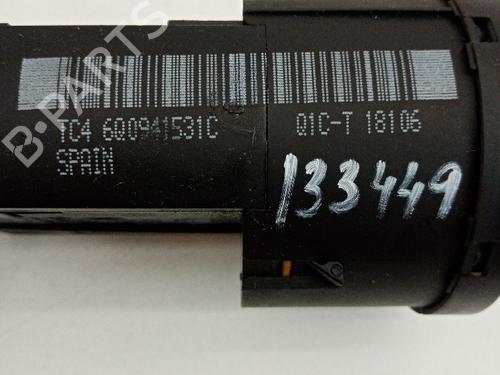 B-PARTS
TC4 6Q0941531C Q1C-T 18106
SPAIN
133449